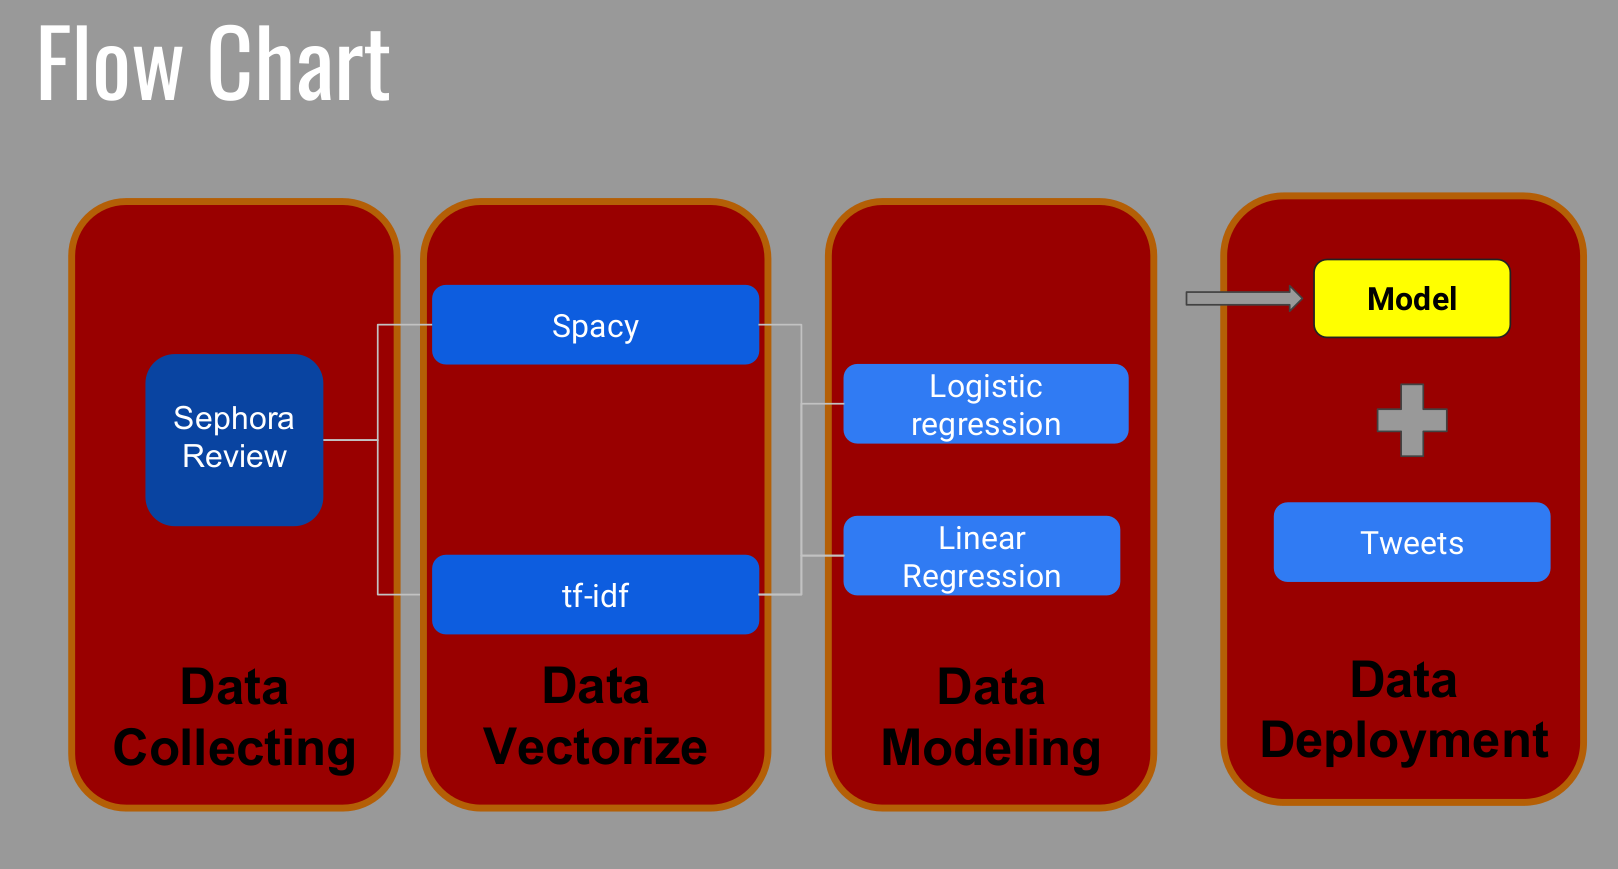 Flow Chart
Sephora
Review
Data
Collecting
Spacy
tf-idf
Data
Vectorize
Logistic
regression
Linear
Regression
Data
Modeling
Model
Tweets
Data
Deployment